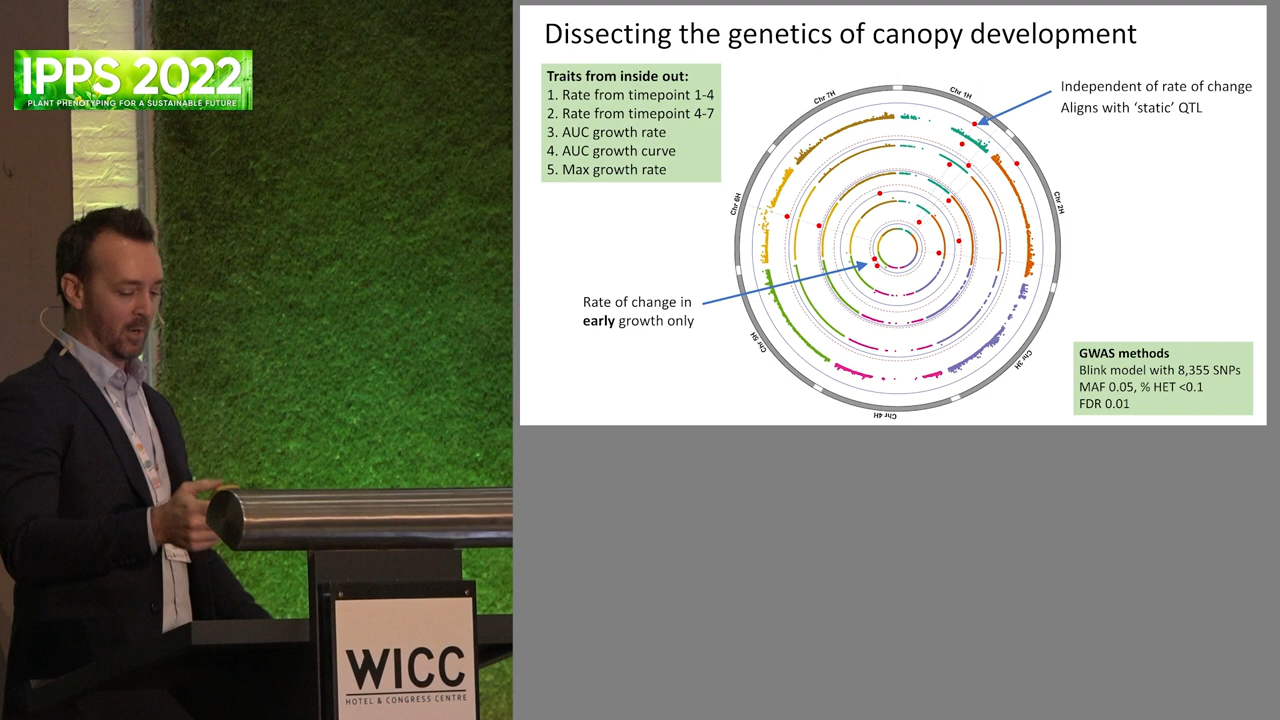 IPPS 2022
PLANT PHENOTYPING FOR A SUSTAINABLE FUTURE
Dissecting the genetics of canopy development
Traits from inside out:
1. Rate from timepoint 1-4
2. Rate from timepoint 4-7
3. AUC growth rate
4. AUC growth curve
5. Max growth rate
Independent of rate of change
Aligns with ‘static’ QTL
Chr 7H
Chr 1H
Chr 6H
Chr 2H
Rate of change in
early growth only
Chr 5H
Chr 3H
Chr 4H
GWAS methods
Blink model with 8,355 SNPs
MAF 0.05, % HET <0.1
FDR 0.01
WICC
HOTEL & CONGRESS CENTRE